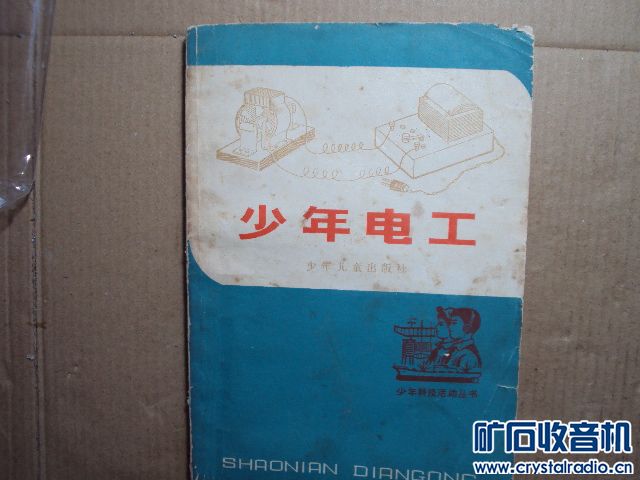 少年电工
少年儿童出版社
少年科技活动丛书
SHAONIAN DIANGONG
矿石收音机
www.crystalradio.cn